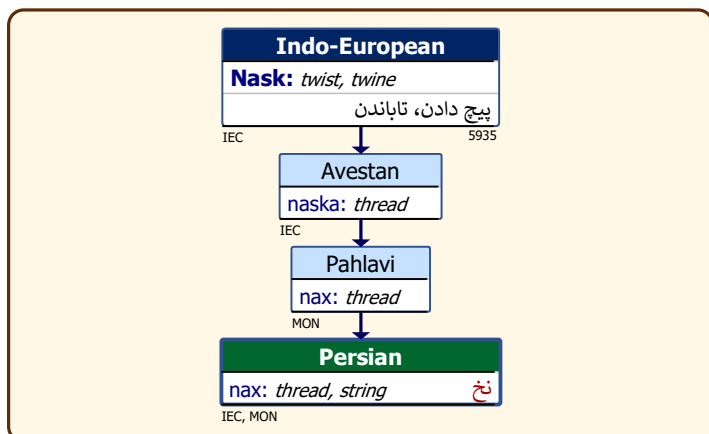 Indo-European
Nask: twist, twine
پیچ دادن، تاباندن
IEC 5935
Avestan
naska: thread
IEC
Pahlavi
nax: thread
MON
Persian
nax: thread, string نخ
IEC, MON